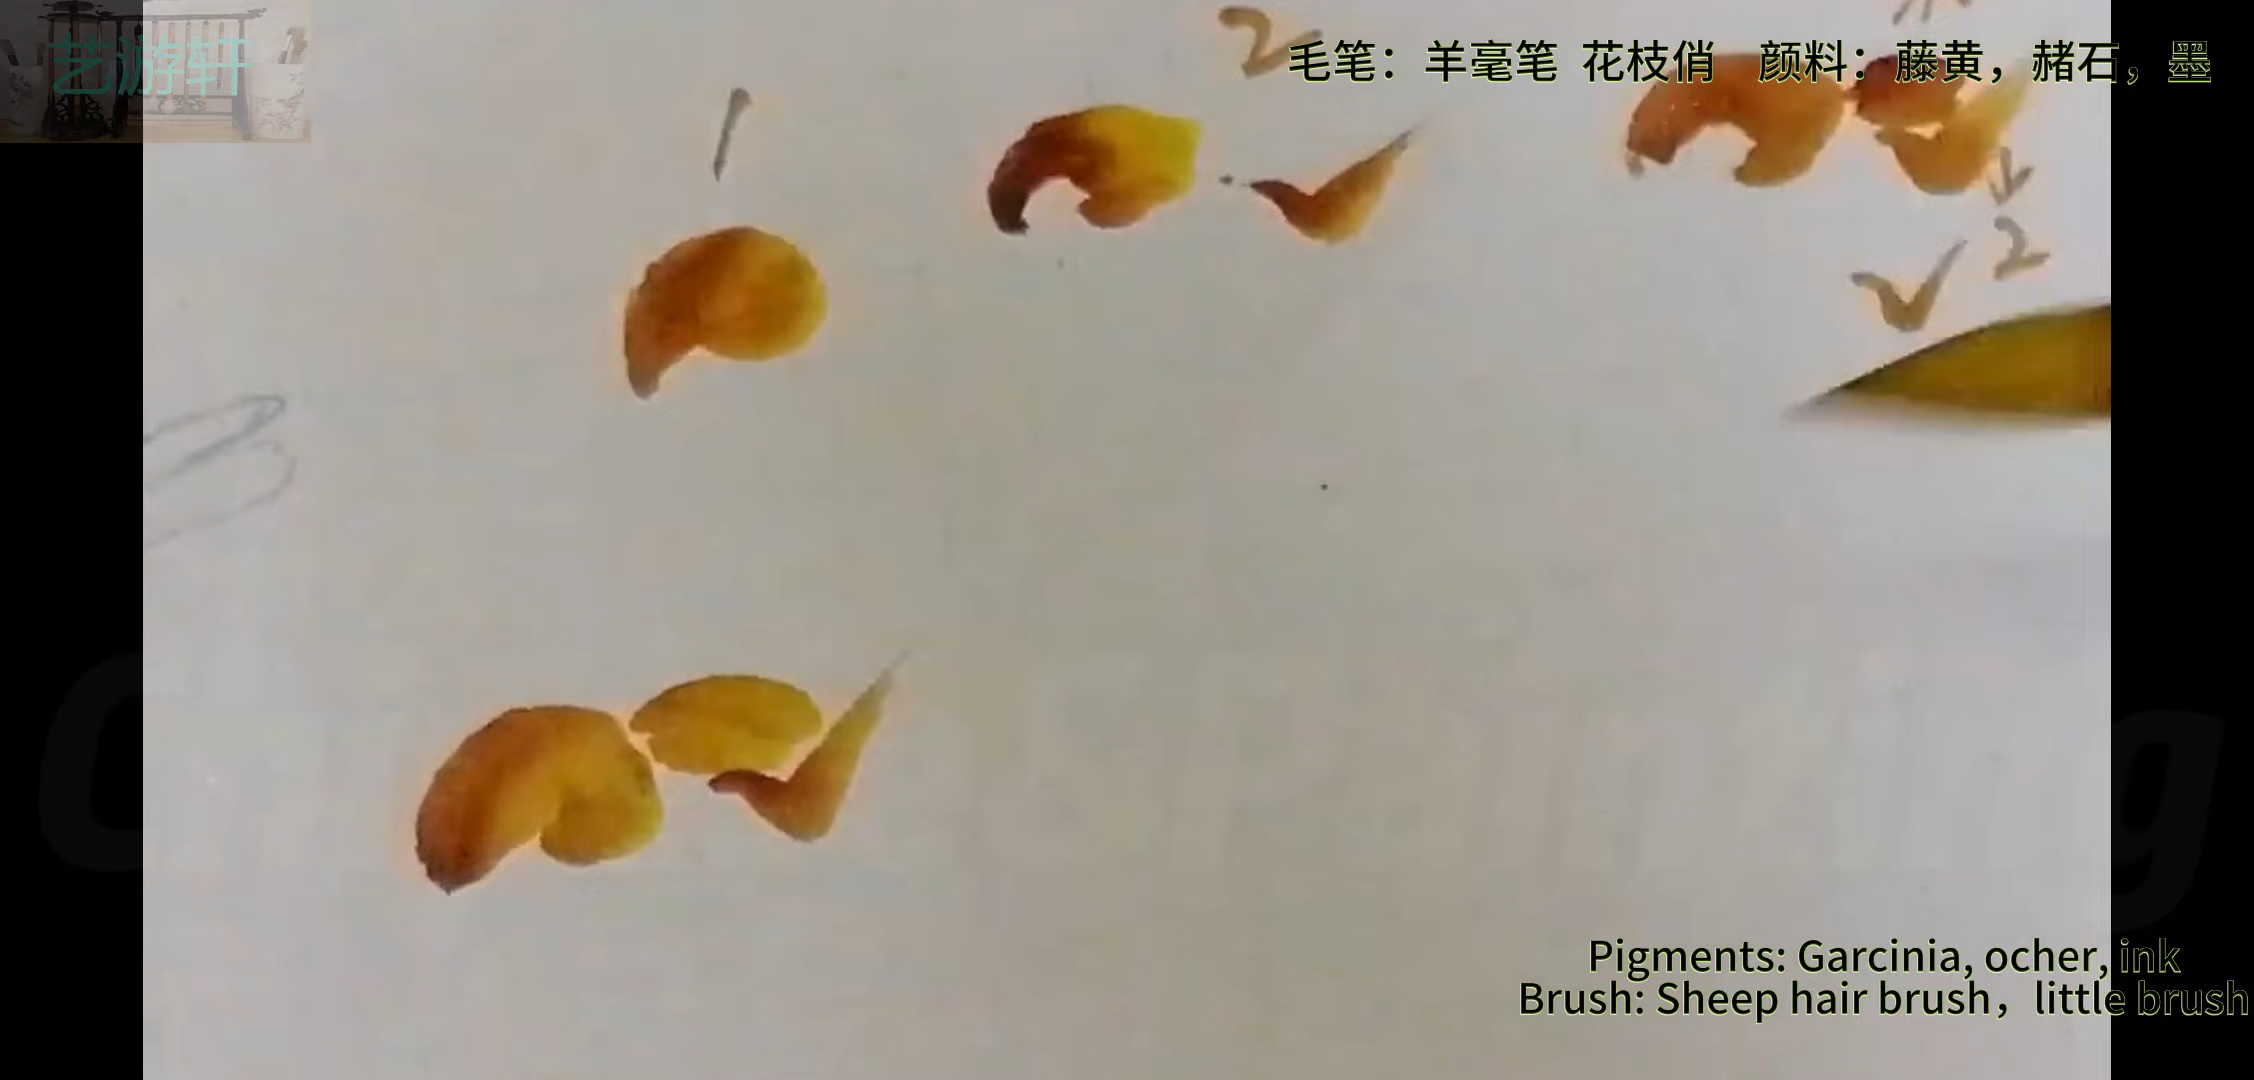 艺游轩
毛笔：羊毫笔 花枝俏 颜料：藤黄，赭石，墨
1
2
2
Pigments: Garcinia, ocher, ink
Brush: Sheep hair brush，little brush